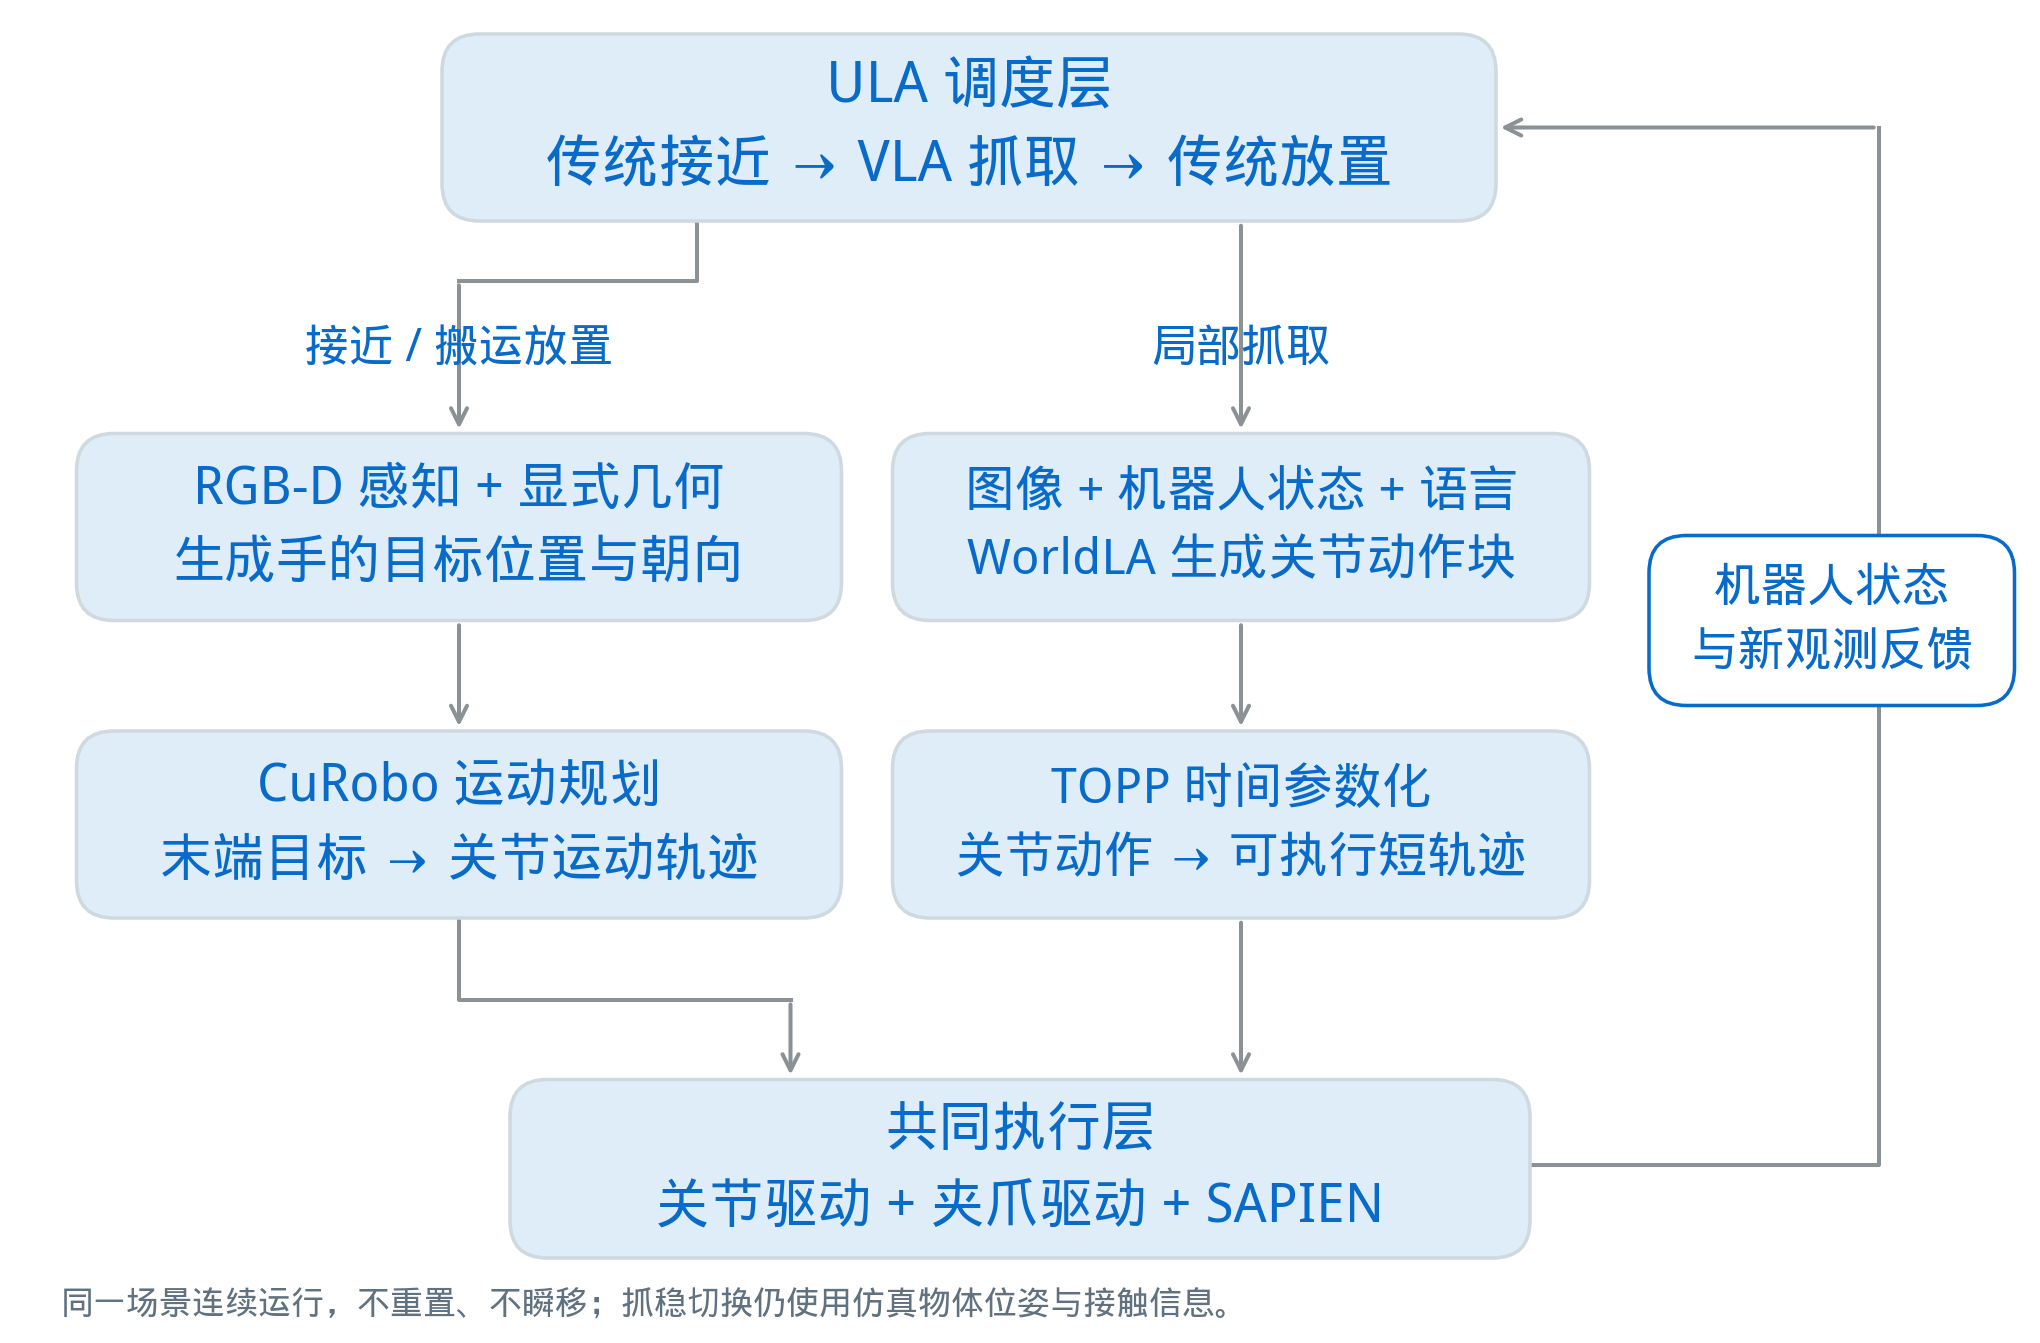 ULA 调度层
传统接近 → VLA 抓取 → 传统放置
接近 / 搬运放置
局部抓取
RGB-D 感知 + 显式几何
生成手的目标位置与朝向
图像 + 机器人状态 + 语言
WorldLA 生成关节动作块
机器人状态
与新观测反馈
CuRobo 运动规划
末端目标 → 关节运动轨迹
TOPP 时间参数化
关节动作 → 可执行短轨迹
共同执行层
关节驱动 + 夹爪驱动 + SAPIEN
同一场景连续运行，不重置、不瞬移；抓稳切换仍使用仿真物体位姿与接触信息。